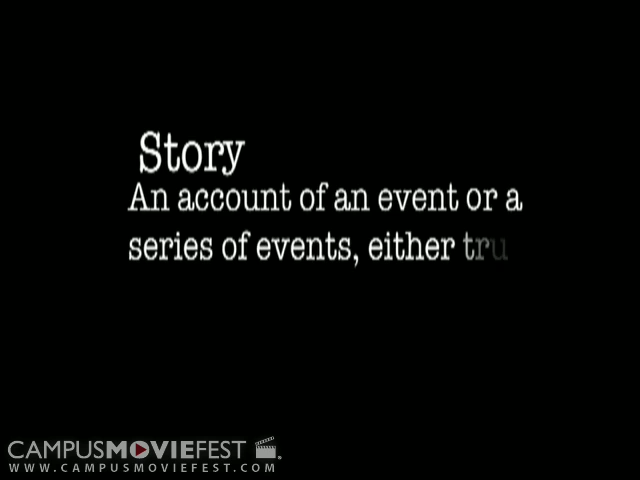 Story
An account of an event or a
series of events, either tru
CAMPUSMOVIEFEST
WWW.CAMPUSMOVIEFEST.COM